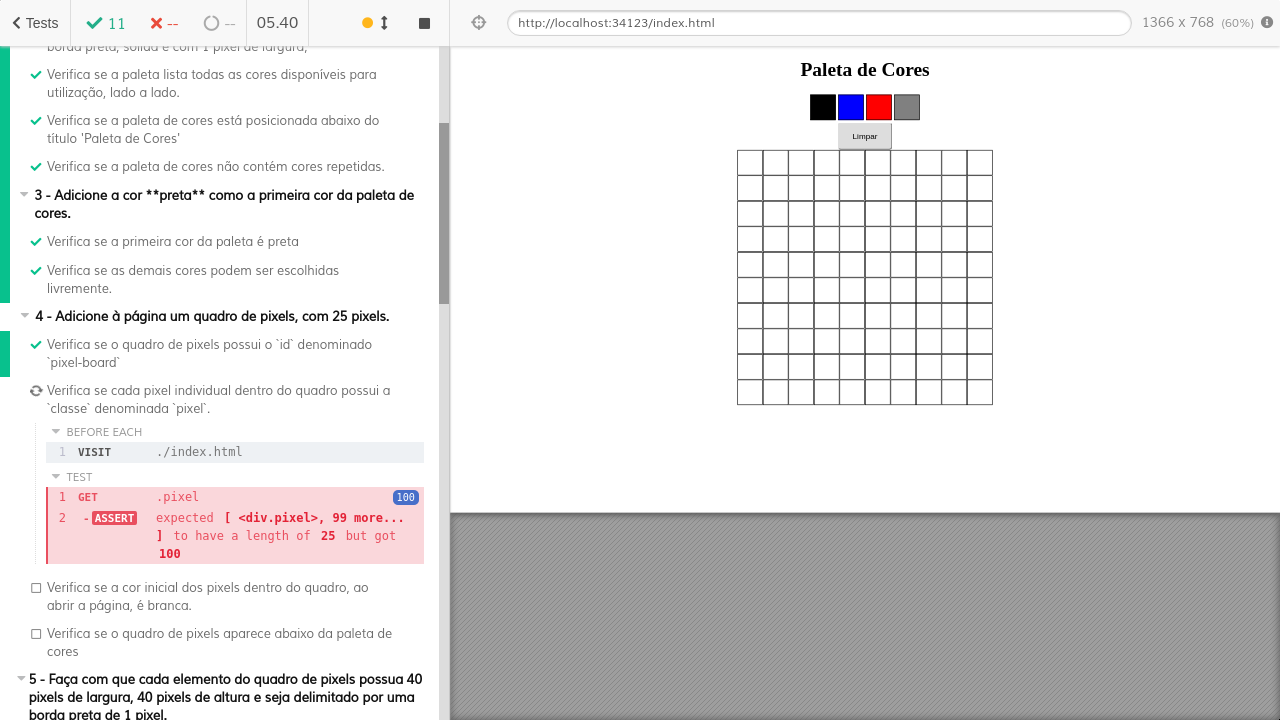 Tests
11
--
--
05.40
http://localhost:34123/index.html
1366 x 768 (60%)
borda preta, sólida e com 1 pixel de largura;
Verifica se a paleta lista todas as cores disponíveis para
utilização, lado a lado.
Verifica se a paleta de cores está posicionada abaixo do
título 'Paleta de Cores'
Verifica se a paleta de cores não contém cores repetidas.
3 - Adicione a cor **preta** como a primeira cor da paleta de
cores.
Verifica se a primeira cor da paleta é preta
Verifica se as demais cores podem ser escolhidas
livremente.
4 - Adicione à página um quadro de pixels, com 25 pixels.
Verifica se o quadro de pixels possui o `id` denominado
`pixel-board`
Verifica se cada pixel individual dentro do quadro possui a
`classe` denominada `pixel`.
BEFORE EACH
1 VISIT ./index.html
TEST
1 GET .pixel 100
2 - ASSERT expected [ <div.pixel>, 99 more...
] to have a length of 25 but got
100
Verifica se a cor inicial dos pixels dentro do quadro, ao
abrir a página, é branca.
Verifica se o quadro de pixels aparece abaixo da paleta de
cores
5 - Faça com que cada elemento do quadro de pixels possua 40
pixels de largura, 40 pixels de altura e seja delimitado por uma
borda preta de 1 pixel.
Paleta de Cores
Limpar